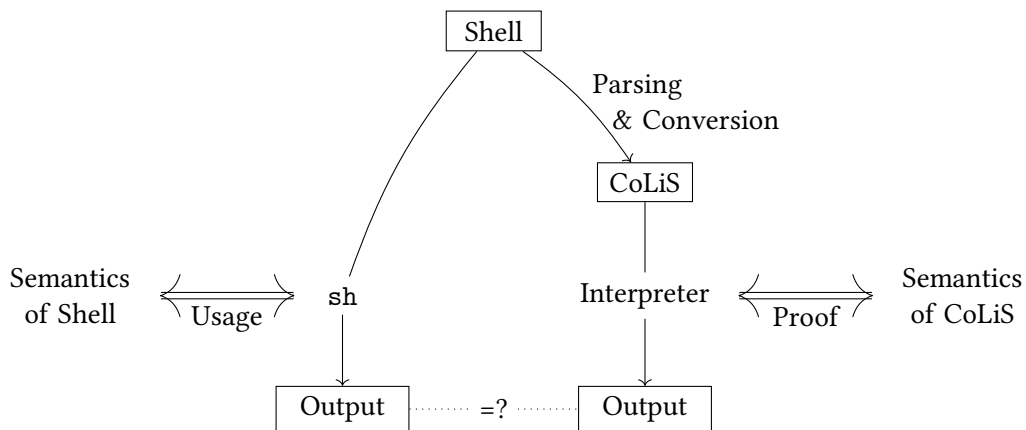 Shell
Parsing
& Conversion
CoLiS
Semantics
of Shell
Usage
sh
Interpreter
Proof
Semantics
of CoLiS
Output
=?
Output